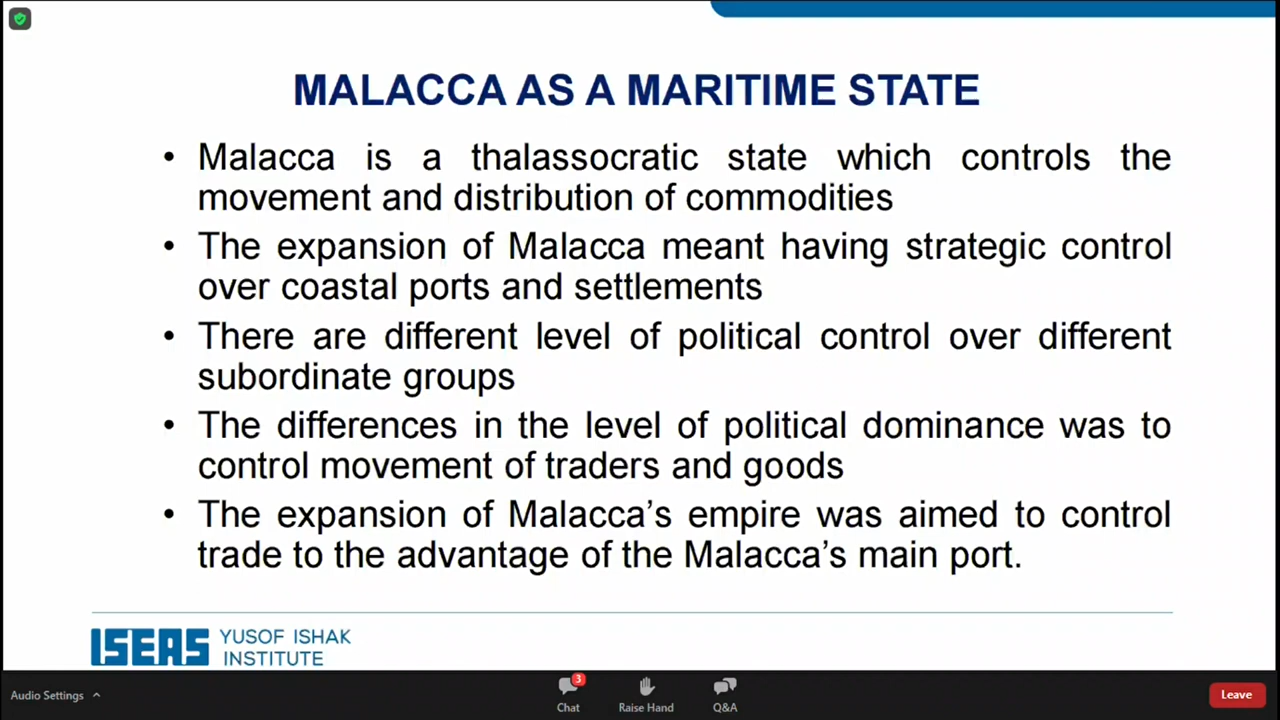 MALACCA AS A MARITIME STATE
• Malacca is a thalassocratic state which controls the
movement and distribution of commodities
• The expansion of Malacca meant having strategic control
over coastal ports and settlements
• There are different level of political control over different
subordinate groups
• The differences in the level of political dominance was to
control movement of traders and goods
• The expansion of Malacca's empire was aimed to control
trade to the advantage of the Malacca's main port.
ISEAS YUSOF ISHAK
INSTITUTE
3
Audio Settings Chat Raise Hand Q&A Leave